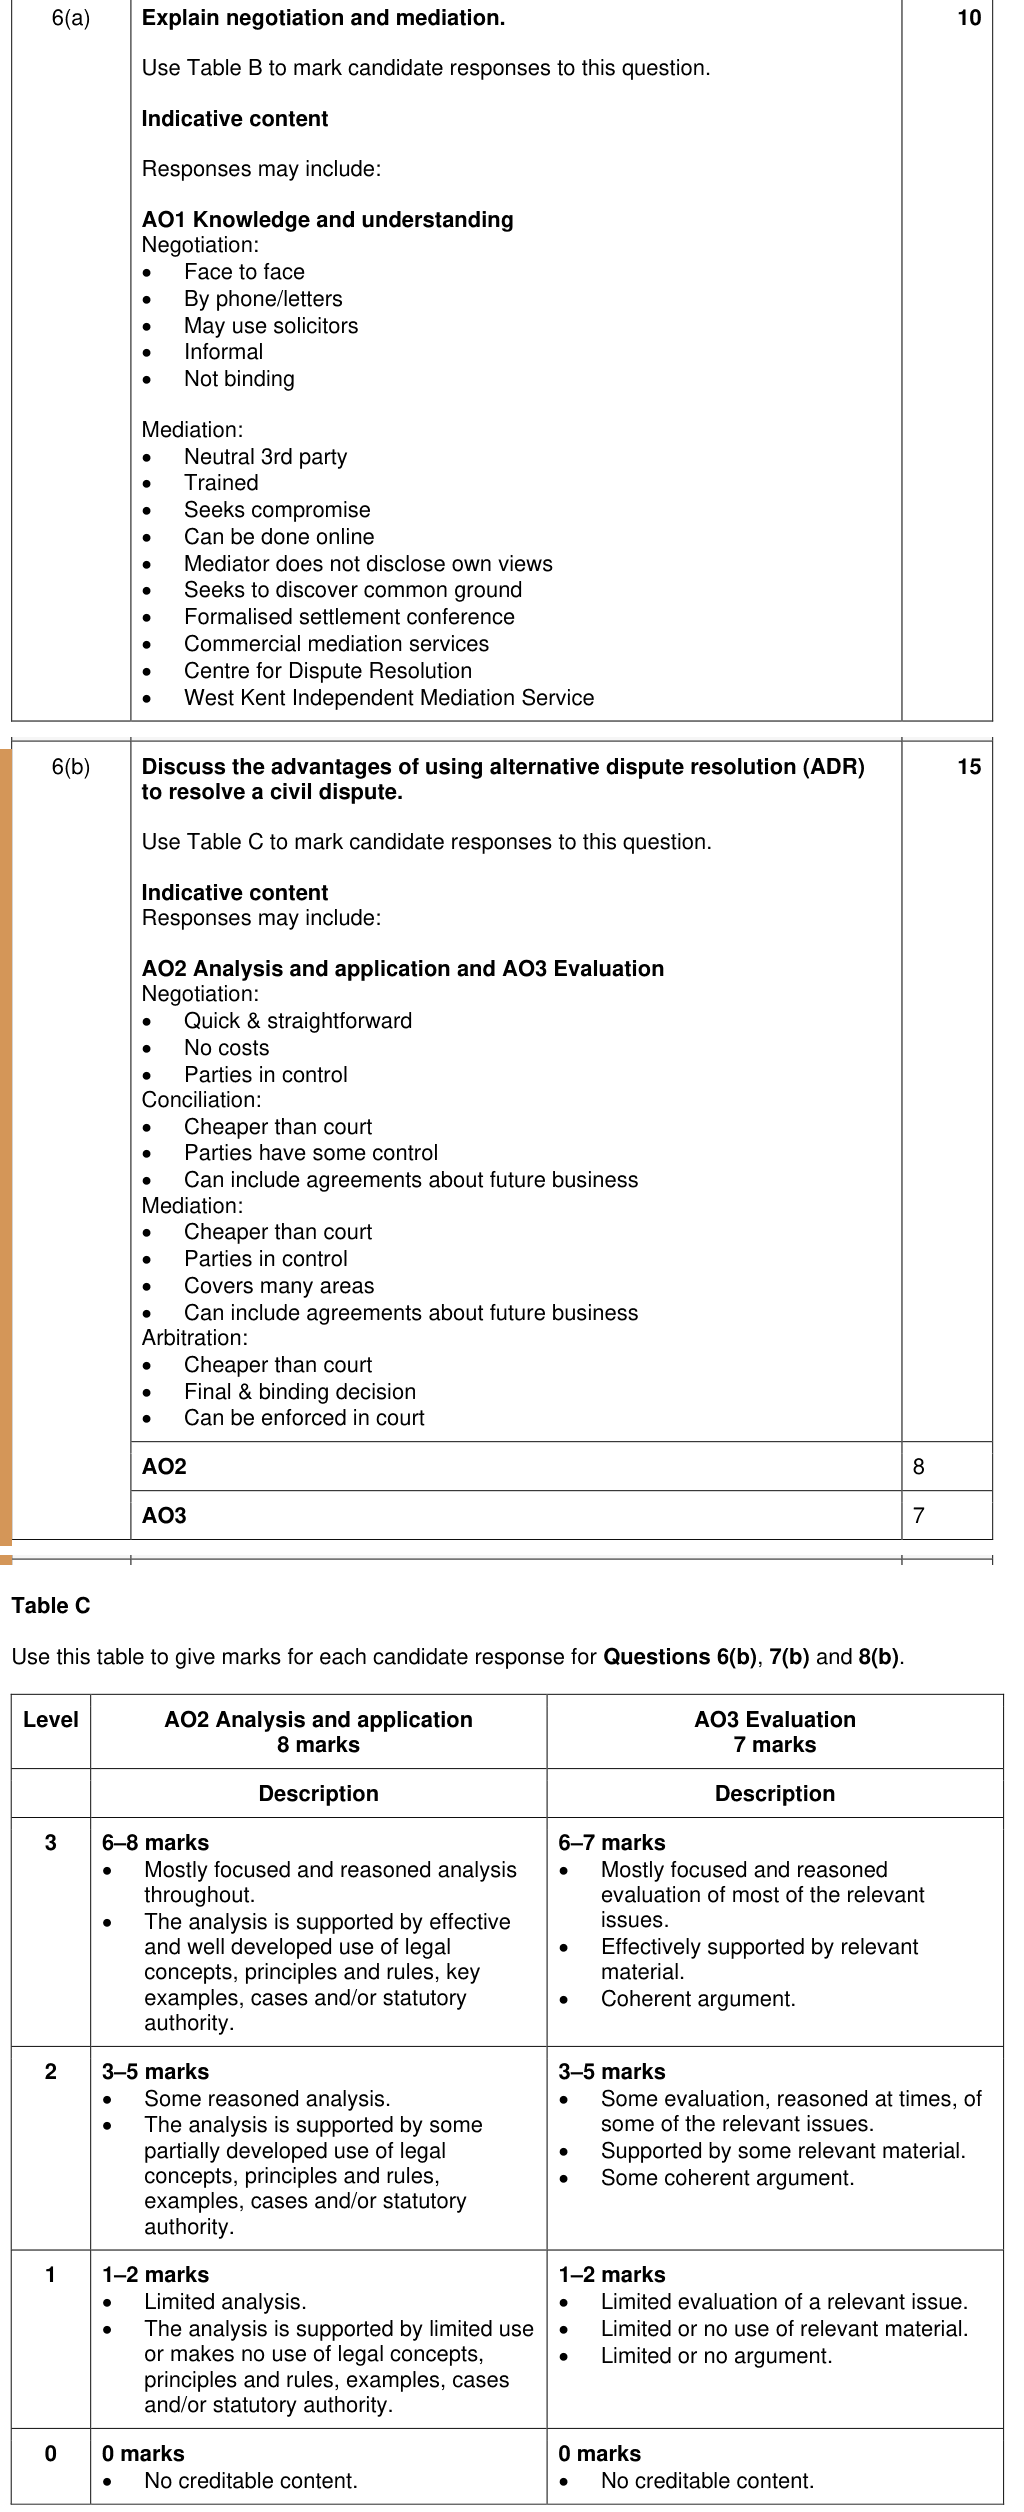 6(a) Explain negotiation and mediation. 10
Use Table B to mark candidate responses to this question.
Indicative content
Responses may include:
AO1 Knowledge and understanding
Negotiation:
• Face to face
• By phone/letters
• May use solicitors
• Informal
• Not binding
Mediation:
• Neutral 3rd party
• Trained
• Seeks compromise
• Can be done online
• Mediator does not disclose own views
• Seeks to discover common ground
• Formalised settlement conference
• Commercial mediation services
• Centre for Dispute Resolution
• West Kent Independent Mediation Service
6(b) Discuss the advantages of using alternative dispute resolution (ADR) 15
to resolve a civil dispute.
Use Table C to mark candidate responses to this question.
Indicative content
Responses may include:
AO2 Analysis and application and AO3 Evaluation
Negotiation:
• Quick & straightforward
• No costs
• Parties in control
Conciliation:
• Cheaper than court
• Parties have some control
• Can include agreements about future business
Mediation:
• Cheaper than court
• Parties in control
• Covers many areas
• Can include agreements about future business
Arbitration:
• Cheaper than court
• Final & binding decision
• Can be enforced in court
AO2 8
AO3 7
Table C
Use this table to give marks for each candidate response for Questions 6(b), 7(b) and 8(b).
Level
AO2 Analysis and application
8 marks
AO3 Evaluation
7 marks
Description
Description
3
6–8 marks
• Mostly focused and reasoned analysis
throughout.
• The analysis is supported by effective
and well developed use of legal
concepts, principles and rules, key
examples, cases and/or statutory
authority.
6–7 marks
• Mostly focused and reasoned
evaluation of most of the relevant
issues.
• Effectively supported by relevant
material.
• Coherent argument.
2
3–5 marks
• Some reasoned analysis.
• The analysis is supported by some
partially developed use of legal
concepts, principles and rules,
examples, cases and/or statutory
authority.
3–5 marks
• Some evaluation, reasoned at times, of
some of the relevant issues.
• Supported by some relevant material.
• Some coherent argument.
1
1–2 marks
• Limited analysis.
• The analysis is supported by limited use
or makes no use of legal concepts,
principles and rules, examples, cases
and/or statutory authority.
1–2 marks
• Limited evaluation of a relevant issue.
• Limited or no use of relevant material.
• Limited or no argument.
0
0 marks
• No creditable content.
0 marks
• No creditable content.